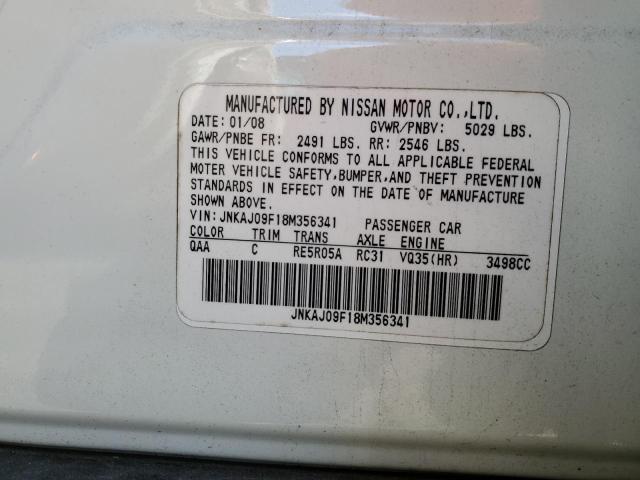 MANUFACTURED BY NISSAN MOTOR CO.,LTD.
DATE: 01/08 GVWR/PNBV: 5029 LBS.
GAWR/PNBE FR: 2491 LBS. RR: 2546 LBS.
THIS VEHICLE CONFORMS TO ALL APPLICABLE FEDERAL
MOTOR VEHICLE SAFETY,BUMPER,AND THEFT PREVENTION
STANDARDS IN EFFECT ON THE DATE OF MANUFACTURE
SHOWN ABOVE.
VIN: JNKAJ09F18M356341 PASSENGER CAR
COLOR TRIM TRANS AXLE ENGINE
QAA C RE5R05A RC31 VQ35(HR) 3498CC
JNKAJ09F18M356341